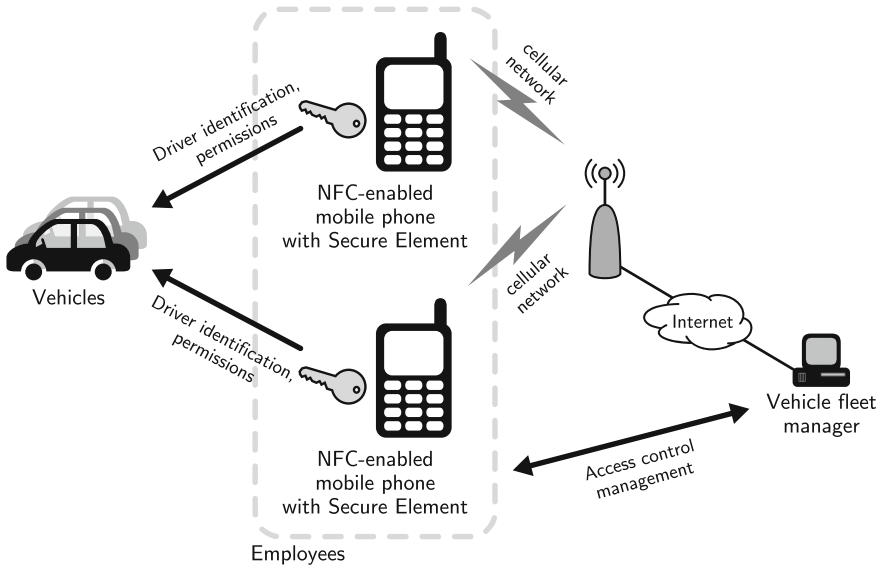 cellular
network
Driver identification,
permissions
NFC-enabled
mobile phone
with Secure Element
Vehicles
cellular
network
Driver identification,
permissions
Internet
Vehicle fleet
manager
Access control
management
NFC-enabled
mobile phone
with Secure Element
Employees